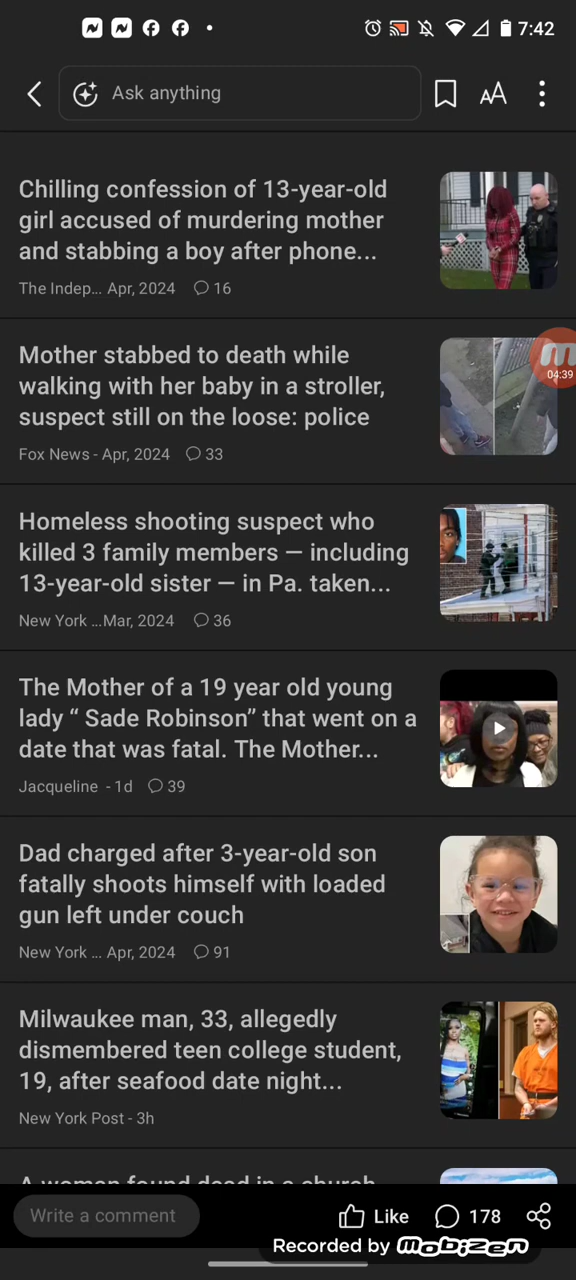 7:42
Ask anything
AA
Chilling confession of 13-year-old
girl accused of murdering mother
and stabbing a boy after phone...
The Indep... Apr, 2024 16
Mother stabbed to death while
walking with her baby in a stroller,
suspect still on the loose: police
04:39
Fox News - Apr, 2024 33
Homeless shooting suspect who
killed 3 family members — including
13-year-old sister — in Pa. taken...
New York ...Mar, 2024 36
The Mother of a 19 year old young
lady “ Sade Robinson” that went on a
date that was fatal. The Mother...
Jacqueline - 1d 39
Dad charged after 3-year-old son
fatally shoots himself with loaded
gun left under couch
New York ... Apr, 2024 91
Milwaukee man, 33, allegedly
dismembered teen college student,
19, after seafood date night...
New York Post - 3h
A woman found dead in a church
Write a comment
Like 178
Recorded by mobizen